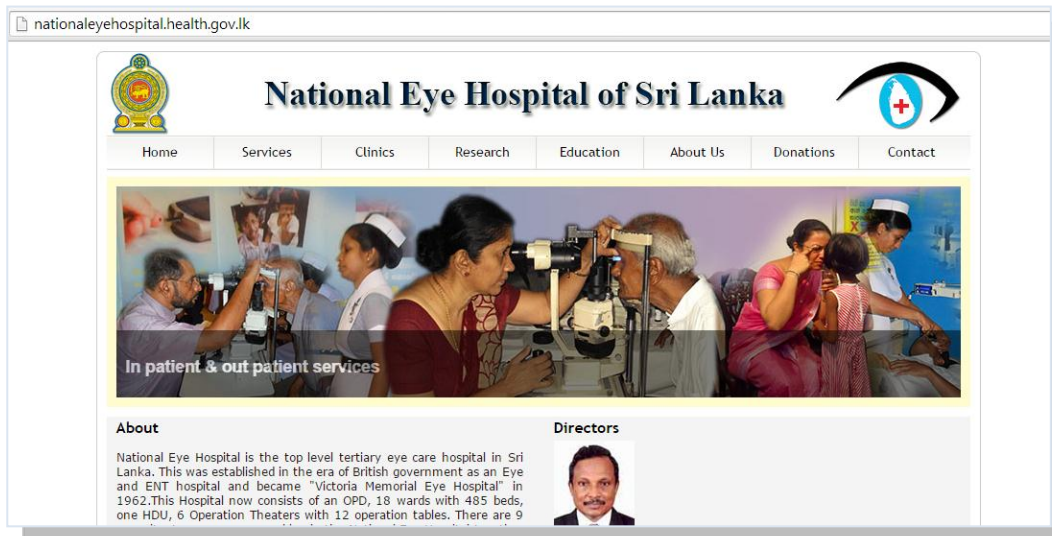 nationaleyehospital.health.gov.lk
National Eye Hospital of Sri Lanka
Home Services Clinics Research Education About Us Donations Contact
In patient & out patient services
About
National Eye Hospital is the top level tertiary eye care hospital in Sri
Lanka. This was established in the era of British government as an Eye
and ENT hospital and became "Victoria Memorial Eye Hospital" in
1962.This Hospital now consists of an OPD, 18 wards with 485 beds,
one HDU, 6 Operation Theaters with 12 operation tables. There are 9
Directors